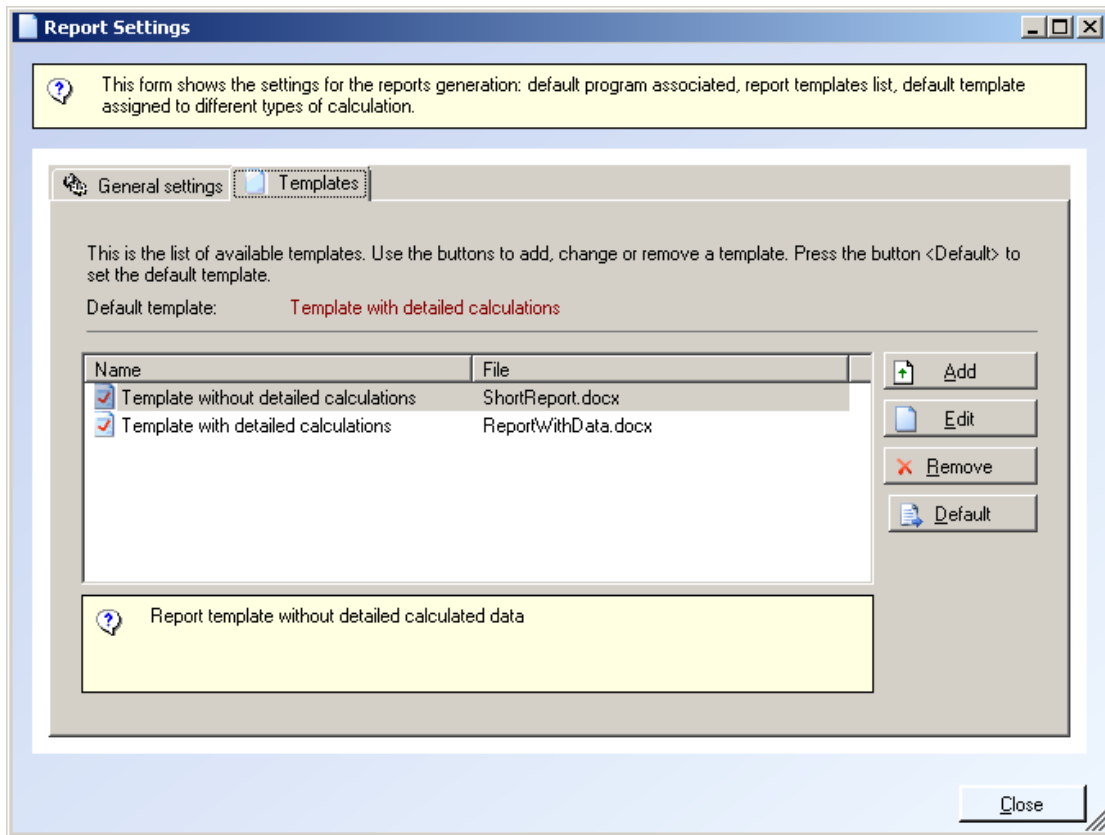 Report Settings
This form shows the settings for the reports generation: default program associated, report templates list, default template
assigned to different types of calculation.
General settings
Templates
This is the list of available templates. Use the buttons to add, change or remove a template. Press the button <Default> to
set the default template.
Default template: Template with detailed calculations
Name File
Template without detailed calculations ShortReport.docx
Template with detailed calculations ReportWithData.docx
Add
Edit
Remove
Default
Report template without detailed calculated data
Close